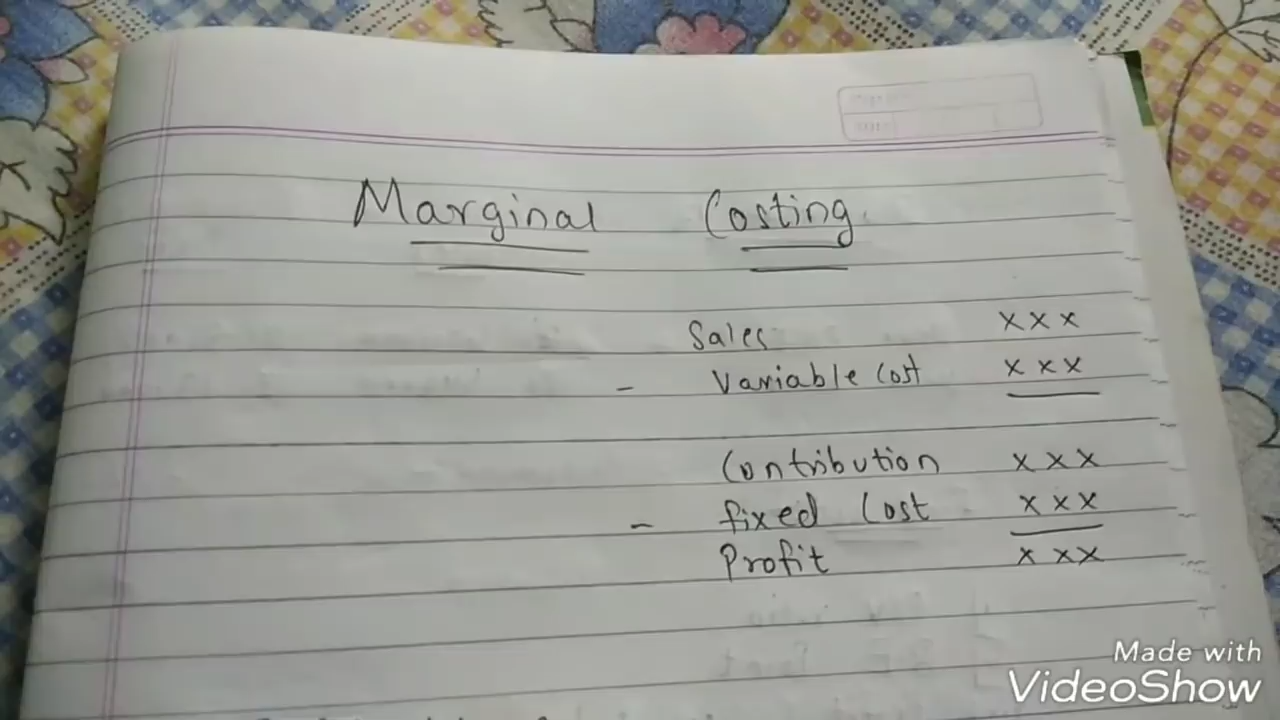 Marginal Costing
Sales xxx
- Variable Cost xxx
Contribution xxx
- fixed Cost xxx
Profit xxx
Made with
VideoShow